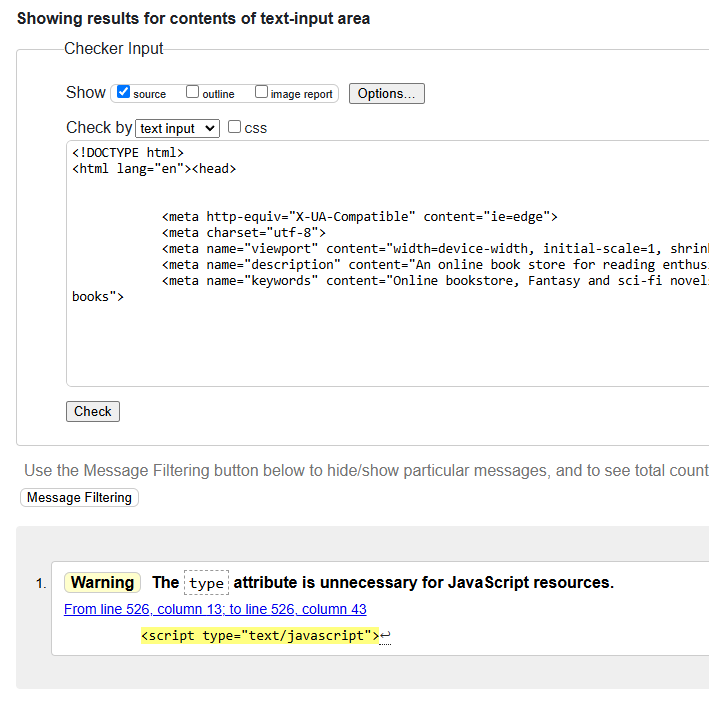 Showing results for contents of text-input area
Checker Input
Show source outline image report Options...
Check by text input CSS
<!DOCTYPE html>
<html lang="en"><head>
<meta http-equiv="X-UA-Compatible" content="ie=edge">
<meta charset="utf-8">
<meta name="viewport" content="width=device-width, initial-scale=1, shrin
<meta name="description" content="An online book store for reading enthus
<meta name="keywords" content="Online bookstore, Fantasy and sci-fi novel
books">
Check
Use the Message Filtering button below to hide/show particular messages, and to see total count
Message Filtering
1. Warning The type attribute is unnecessary for JavaScript resources.
From line 526, column 13; to line 526, column 43
<script type="text/javascript">↩